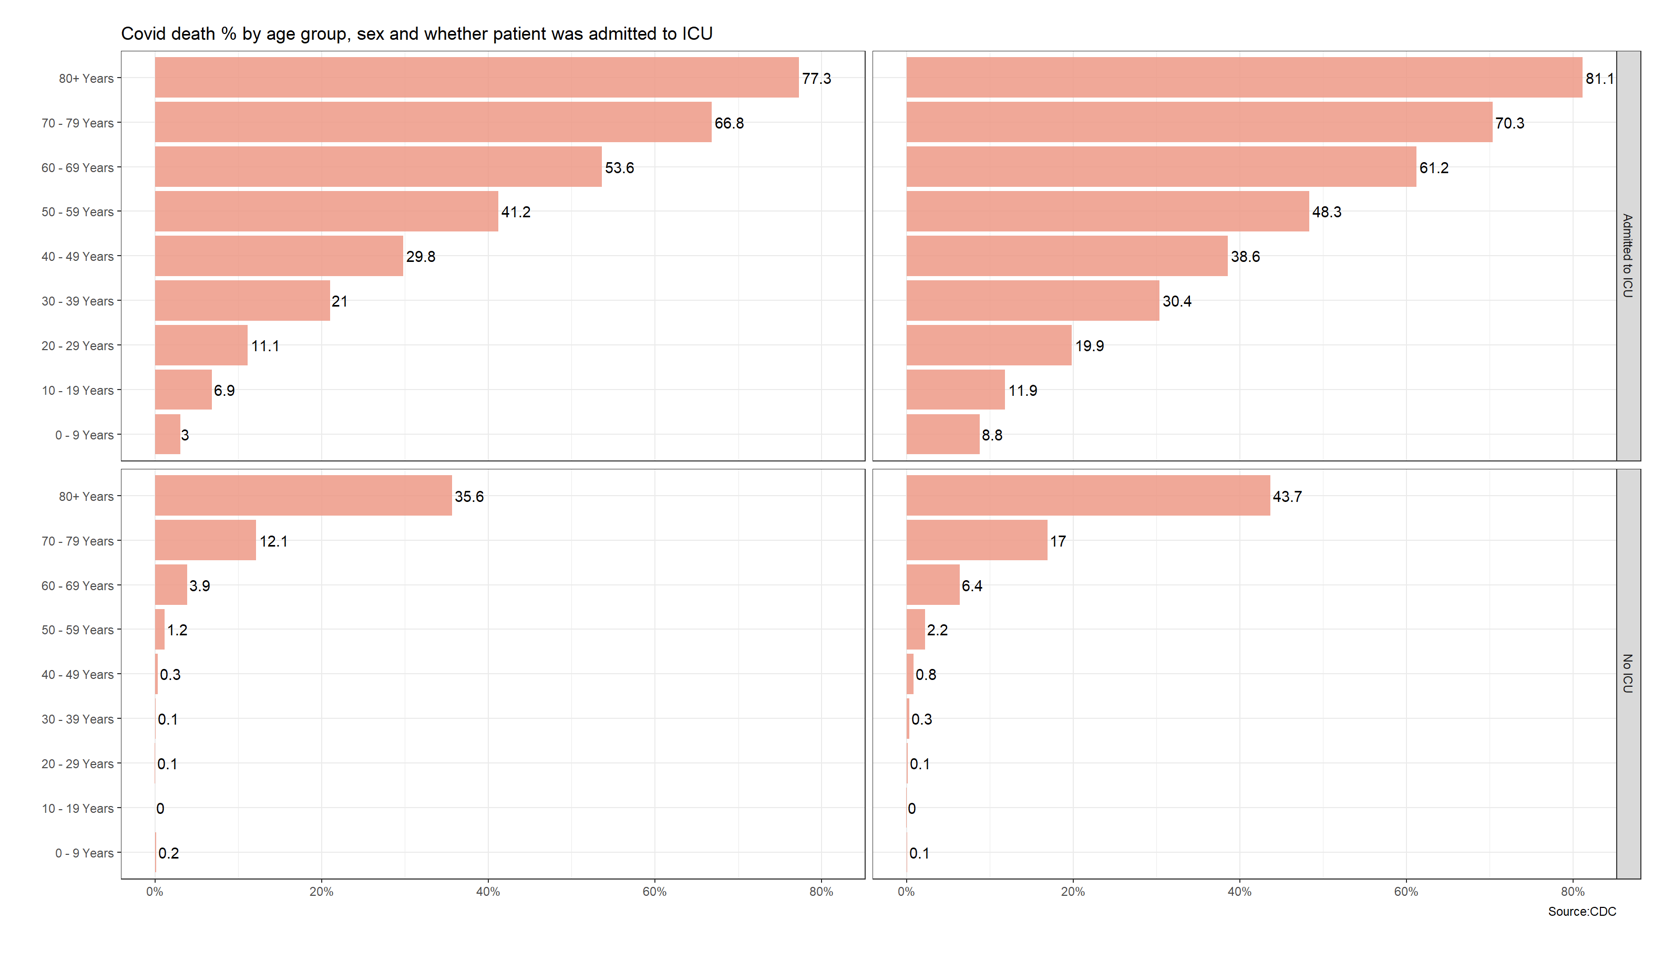 Covid death % by age group, sex and whether patient was admitted to ICU
80+ Years 77.3 81.1
70 - 79 Years 66.8 70.3
60 - 69 Years 53.6 61.2
50 - 59 Years 41.2 48.3
40 - 49 Years 29.8 38.6
30 - 39 Years 21 30.4
20 - 29 Years 11.1 19.9
10 - 19 Years 6.9 11.9
0 - 9 Years 3 8.8
Admitted to ICU
80+ Years 35.6 43.7
70 - 79 Years 12.1 17
60 - 69 Years 3.9 6.4
50 - 59 Years 1.2 2.2
40 - 49 Years 0.3 0.8
30 - 39 Years 0.1 0.3
20 - 29 Years 0.1 0.1
10 - 19 Years 0 0
0 - 9 Years 0.2 0.1
No ICU
0% 20% 40% 60% 80% 0% 20% 40% 60% 80%
Source:CDC